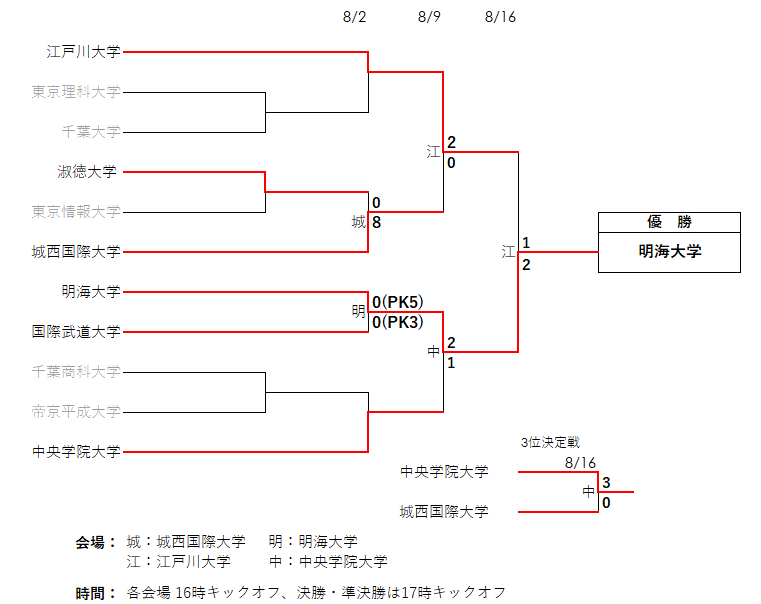 8/2 8/9 8/16
江戸川大学
東京理科大学
千葉大学
江 2
0
淑徳大学
東京情報大学
0
城 8
優　勝
明海大学
城西国際大学
江 1
2
明海大学
明 0(PK5)
0(PK3)
国際武道大学
中 2
1
千葉商科大学
帝京平成大学
中央学院大学
3位決定戦
8/16
中央学院大学
中 3
0
城西国際大学
会場： 城：城西国際大学 明：明海大学
江：江戸川大学 中：中央学院大学
時間： 各会場 16時キックオフ、決勝・準決勝は17時キックオフ